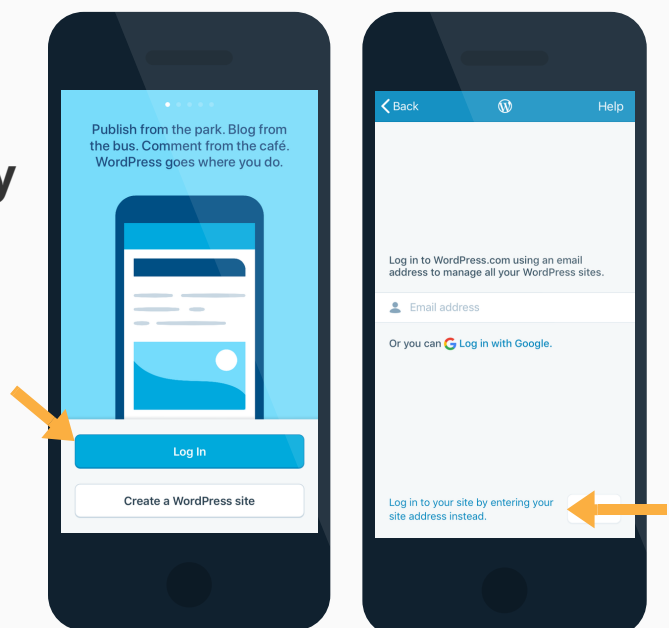 y
Publish from the park. Blog from
the bus. Comment from the café.
WordPress goes where you do.
Log In
Create a WordPress site
Back
Help
Log in to WordPress.com using an email
address to manage all your WordPress sites.
Email address
Or you can Log in with Google.
Log in to your site by entering your
site address instead.